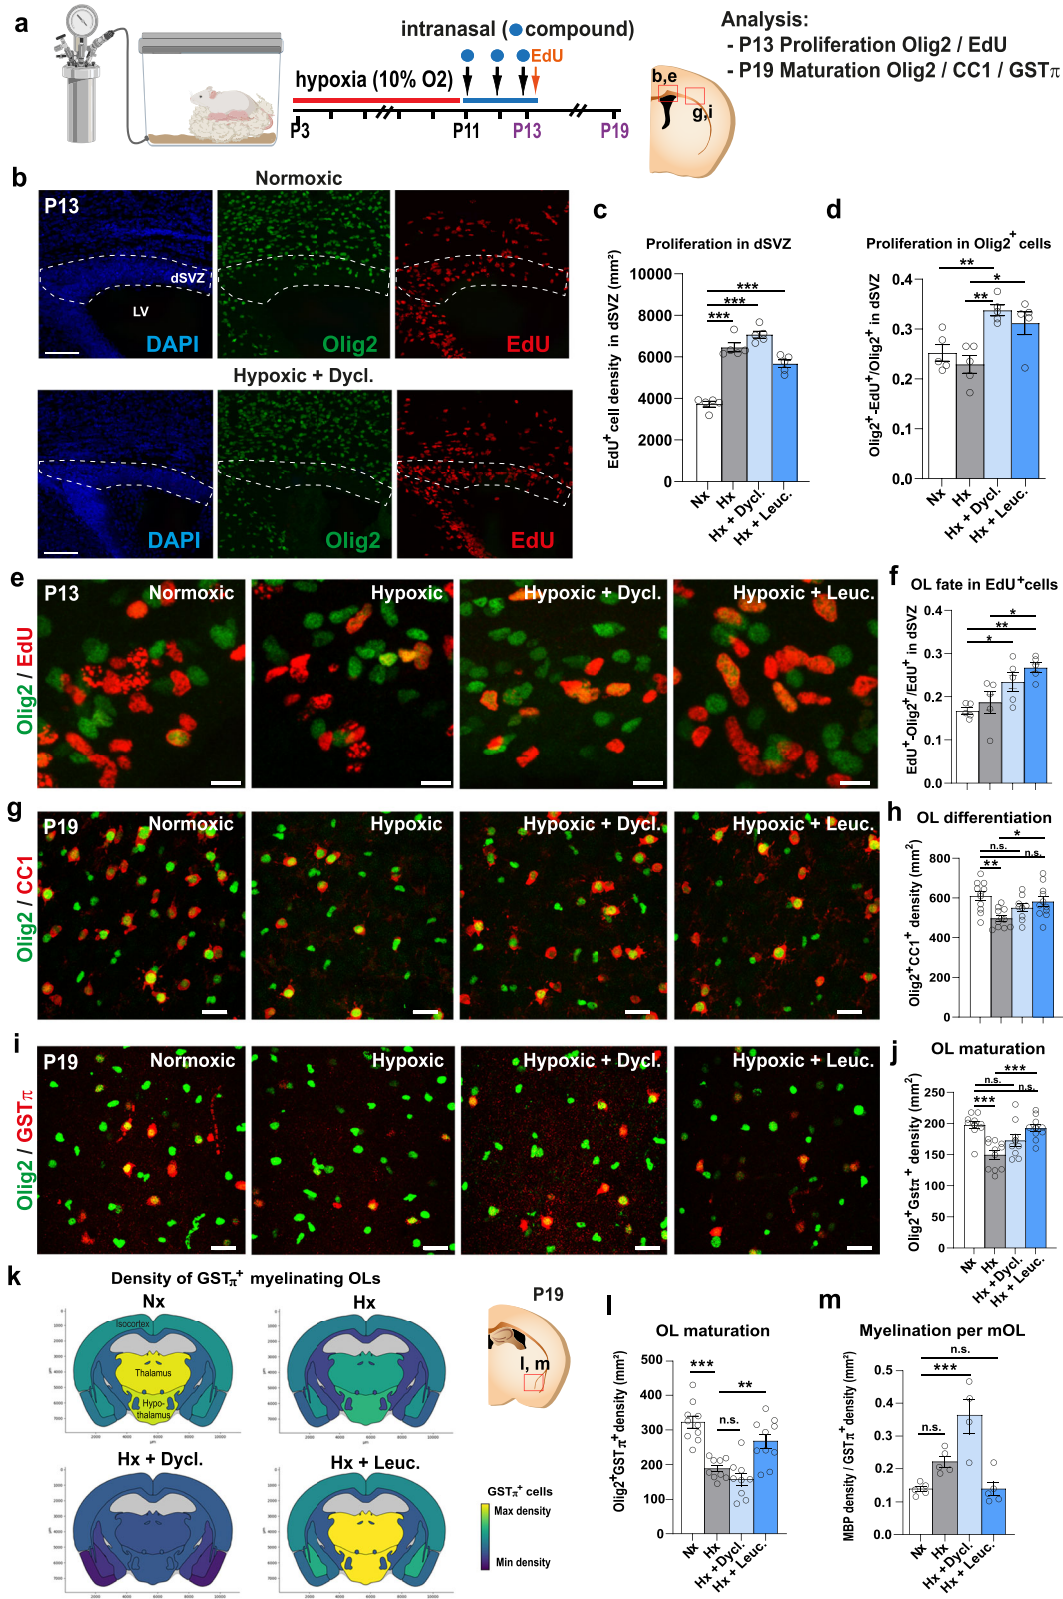 a
intranasal ( compound)
EdU
hypoxia (10% O2)
P3
P11
P13
P19
b,e
g,i
Analysis:
- P13 Proliferation Olig2 / EdU
- P19 Maturation Olig2 / CC1 / GSTπ
b
Normoxic
P13
dSVZ
LV
DAPI
Olig2
EdU
Hypoxic + Dycl.
DAPI
Olig2
EdU
c
Proliferation in dSVZ
EdU+ cell density in dSVZ (mm²)
10000
8000
6000
4000
2000
0
***
***
***
Nx
Hx
Hx + Dycl.
Hx + Leuc.
d
Proliferation in Olig2+ cells
Olig2+-EdU+/Olig2+ in dSVZ
0.4
0.3
0.2
0.1
0.0
**
*
**
Nx
Hx
Hx + Dycl.
Hx + Leuc.
e
P13
Olig2 / EdU
Normoxic
Hypoxic
Hypoxic + Dycl.
Hypoxic + Leuc.
f
OL fate in EdU+cells
EdU+-Olig2+/EdU+ in dSVZ
0.4
0.3
0.2
0.1
0.0
*
**
*
g
P19
Olig2 / CC1
Normoxic
Hypoxic
Hypoxic + Dycl.
Hypoxic + Leuc.
h
OL differentiation
Olig2+CC1+ density (mm²)
800
600
400
200
0
*
n.s.
n.s.
**
i
P19
Olig2 / GSTπ
Normoxic
Hypoxic
Hypoxic + Dycl.
Hypoxic + Leuc.
j
OL maturation
Olig2+Gstπ+ density (mm²)
250
200
150
100
50
0
***
n.s.
n.s.
***
Nx
Hx
Hx + Dycl.
Hx + Leuc.
k
Density of GSTπ+ myelinating OLs
Nx
Isocortex
Thalamus
Hypo-
thalamus
Hx
Hx + Dycl.
Hx + Leuc.
GSTπ+ cells
Max density
Min density
P19
l, m
l
OL maturation
Olig2+GSTπ+density (mm²)
500
400
300
200
100
0
***
**
n.s.
Nx
Hx
Hx + Dycl.
Hx + Leuc.
m
Myelination per mOL
MBP density / GSTπ+density (mm²)
0.5
0.4
0.3
0.2
0.1
0.0
n.s.
***
n.s.
Nx
Hx
Hx + Dycl.
Hx + Leuc.